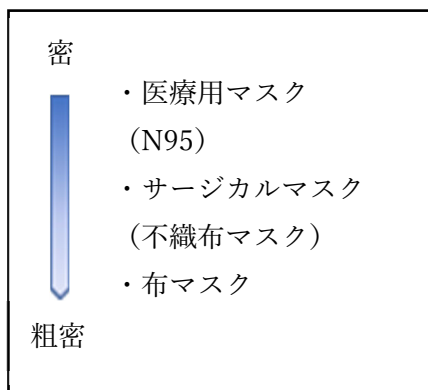 密
・医療用マスク
（N95）
・サージカルマスク
（不織布マスク）
・布マスク
粗密